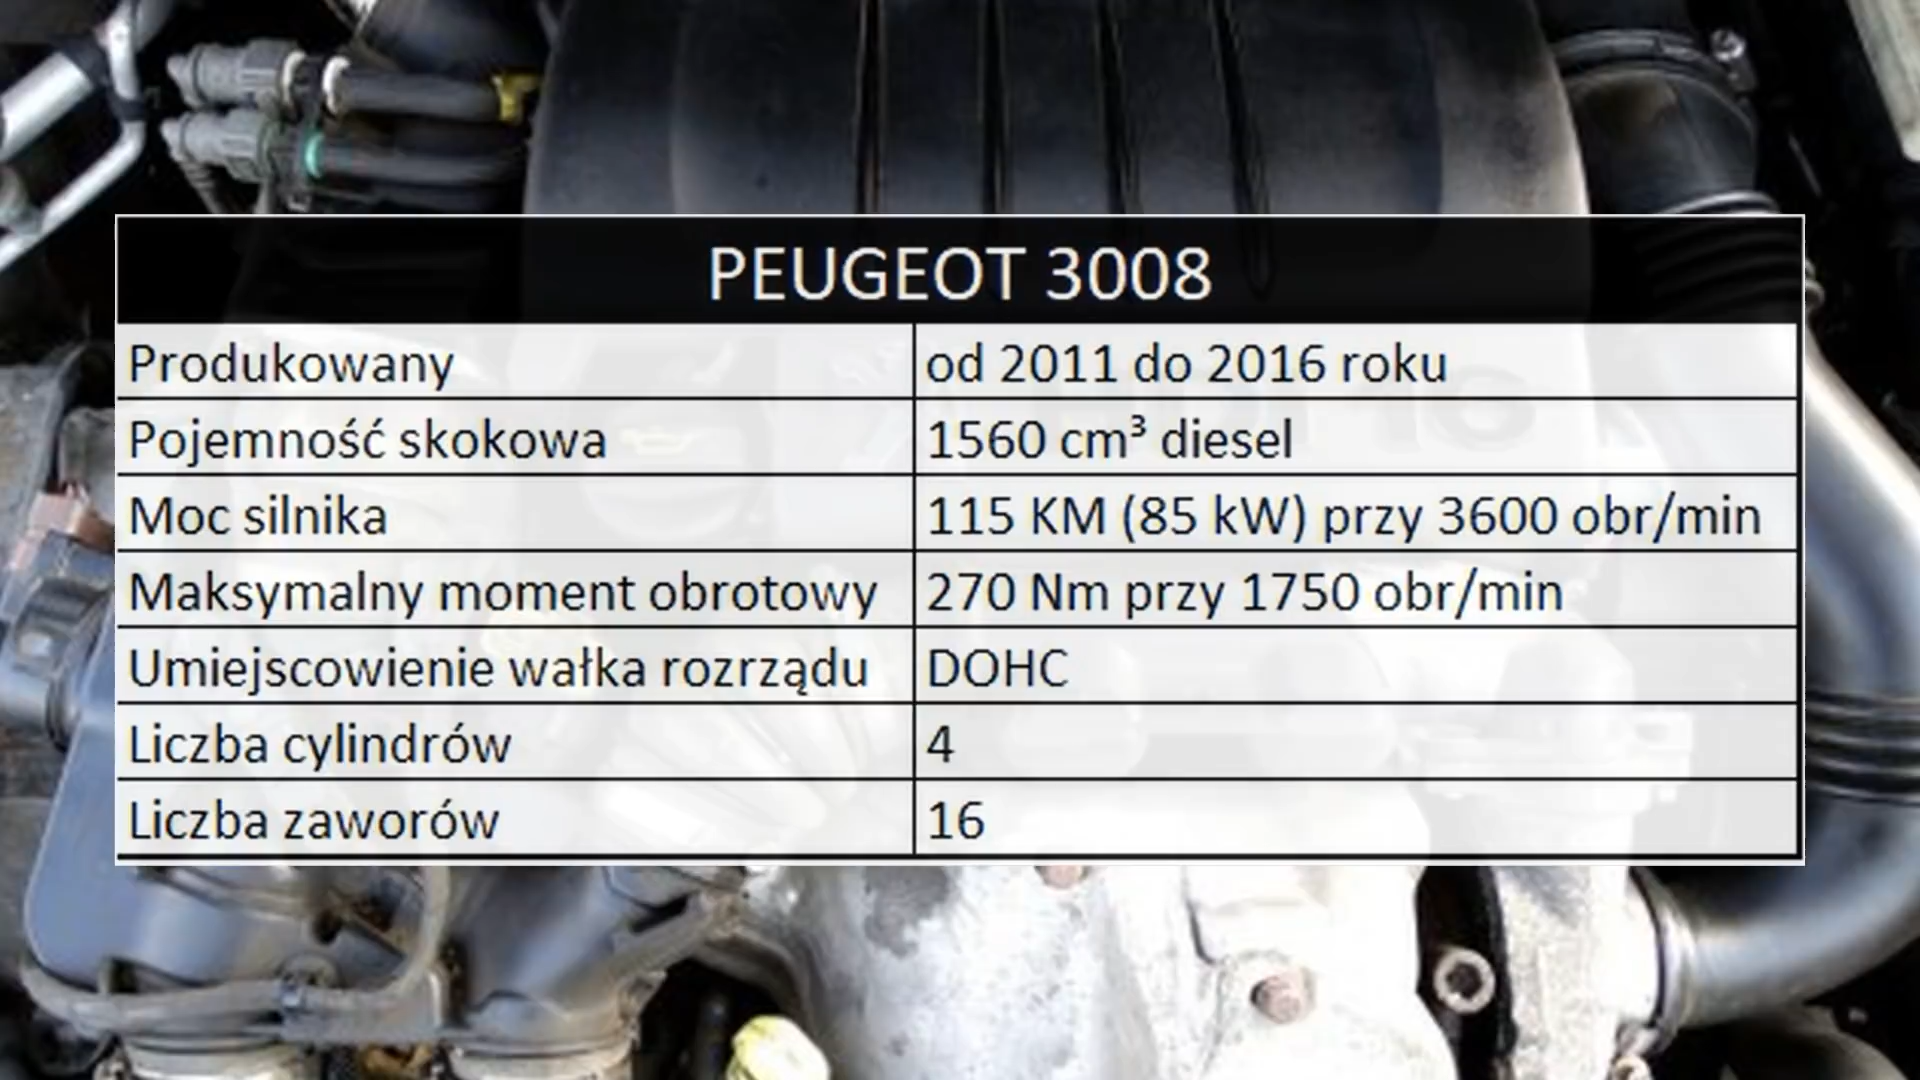 PEUGEOT 3008
Produkowany od 2011 do 2016 roku
Pojemność skokowa 1560 cm³ diesel
Moc silnika 115 KM (85 kW) przy 3600 obr/min
Maksymalny moment obrotowy 270 Nm przy 1750 obr/min
Umiejscowienie wałka rozrządu DOHC
Liczba cylindrów 4
Liczba zaworów 16